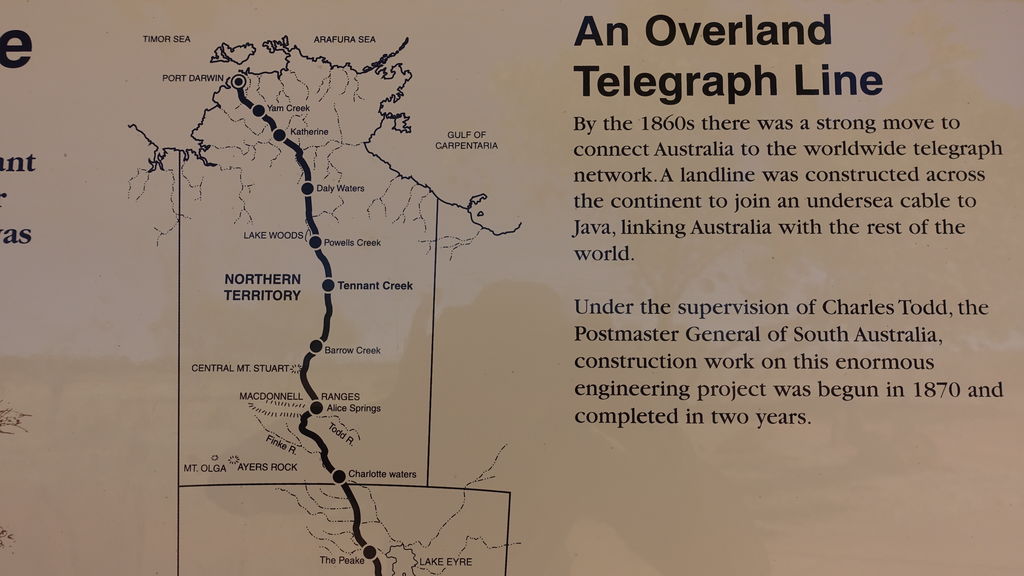 e
ant
r
was
TIMOR SEA
ARAFURA SEA
PORT DARWIN
Yam Creek
Katherine
GULF OF
CARPENTARIA
Daly Waters
LAKE WOODS
Powells Creek
NORTHERN
TERRITORY
Tennant Creek
Barrow Creek
CENTRAL MT. STUART
MACDONNELL RANGES
Alice Springs
Todd R.
Finke R.
MT. OLGA
AYERS ROCK
Charlotte waters
The Peake
LAKE EYRE
An Overland
Telegraph Line
By the 1860s there was a strong move to
connect Australia to the worldwide telegraph
network. A landline was constructed across
the continent to join an undersea cable to
Java, linking Australia with the rest of the
world.
Under the supervision of Charles Todd, the
Postmaster General of South Australia,
construction work on this enormous
engineering project was begun in 1870 and
completed in two years.